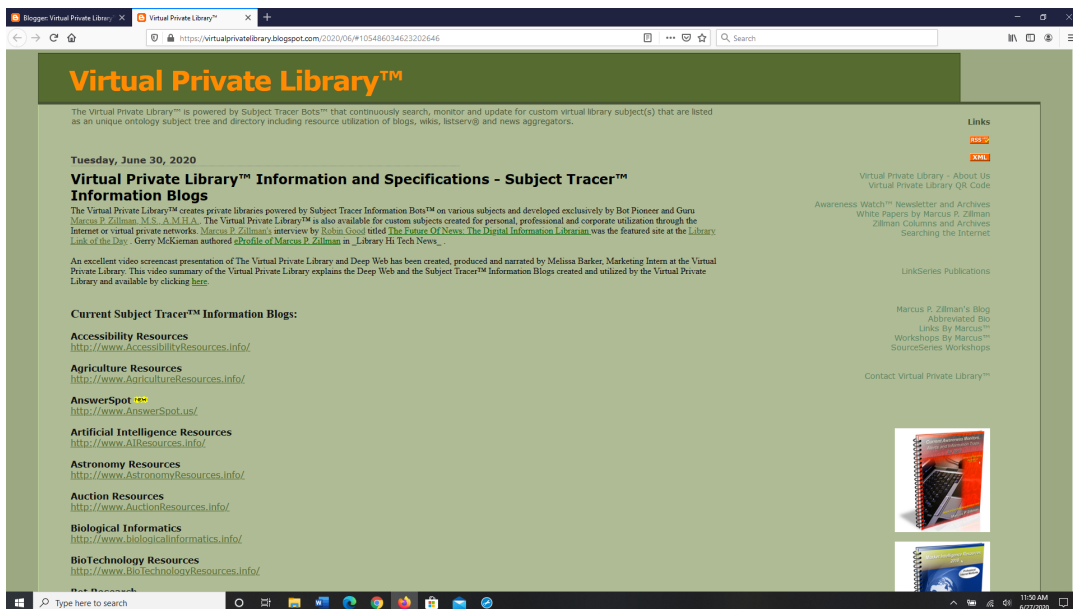 Blogger: Virtual Private Library
Virtual Private Library™
https://virtualprivatelibrary.blogspot.com/2020/06/#105486034623202646
Search
Virtual Private Library™
The Virtual Private Library™ is powered by Subject Tracer Bots™ that continuously search, monitor and update for custom virtual library subject(s) that are listed
as an unique ontology subject tree and directory including resource utilization of blogs, wikis, listserv® and news aggregators.
Tuesday, June 30, 2020
Virtual Private Library™ Information and Specifications - Subject Tracer™
Information Blogs
The Virtual Private Library™ creates private libraries powered by Subject Tracer Information Bots™ on various subjects and developed exclusively by Bot Pioneer and Guru
Marcus P. Zillman, M.S., A.M.H.A.. The Virtual Private Library™ is also available for custom subjects created for personal, professional and corporate utilization through the
Internet or virtual private networks. Marcus P. Zillman's interview by Robin Good titled The Future Of News: The Digital Information Librarian was the featured site at the Library
Link of the Day . Gerry McKiernan authored eProfile of Marcus P. Zillman in _Library Hi Tech News_ .
An excellent video screencast presentation of The Virtual Private Library and Deep Web has been created, produced and narrated by Melissa Barker, Marketing Intern at the Virtual
Private Library. This video summary of the Virtual Private Library explains the Deep Web and the Subject Tracer™ Information Blogs created and utilized by the Virtual Private
Library and available by clicking here.
Current Subject Tracer™ Information Blogs:
Accessibility Resources
http://www.AccessibilityResources.info/
Agriculture Resources
http://www.AgricultureResources.info/
AnswerSpot NEW
http://www.AnswerSpot.us/
Artificial Intelligence Resources
http://www.AIResources.info/
Astronomy Resources
http://www.AstronomyResources.info/
Auction Resources
http://www.AuctionResources.info/
Biological Informatics
http://www.biologicalinformatics.info/
BioTechnology Resources
http://www.BioTechnologyResources.info/
Bot Research
Links
RSS
XML
Virtual Private Library - About Us
Virtual Private Library QR Code
Awareness Watch™ Newsletter and Archives
White Papers by Marcus P. Zillman
Zillman Columns and Archives
Searching the Internet
LinkSeries Publications
Marcus P. Zillman's Blog
Abbreviated Bio
Links By Marcus™
Workshops By Marcus™
SourceSeries Workshops
Contact Virtual Private Library™
Type here to search
11:50 AM
6/27/2020